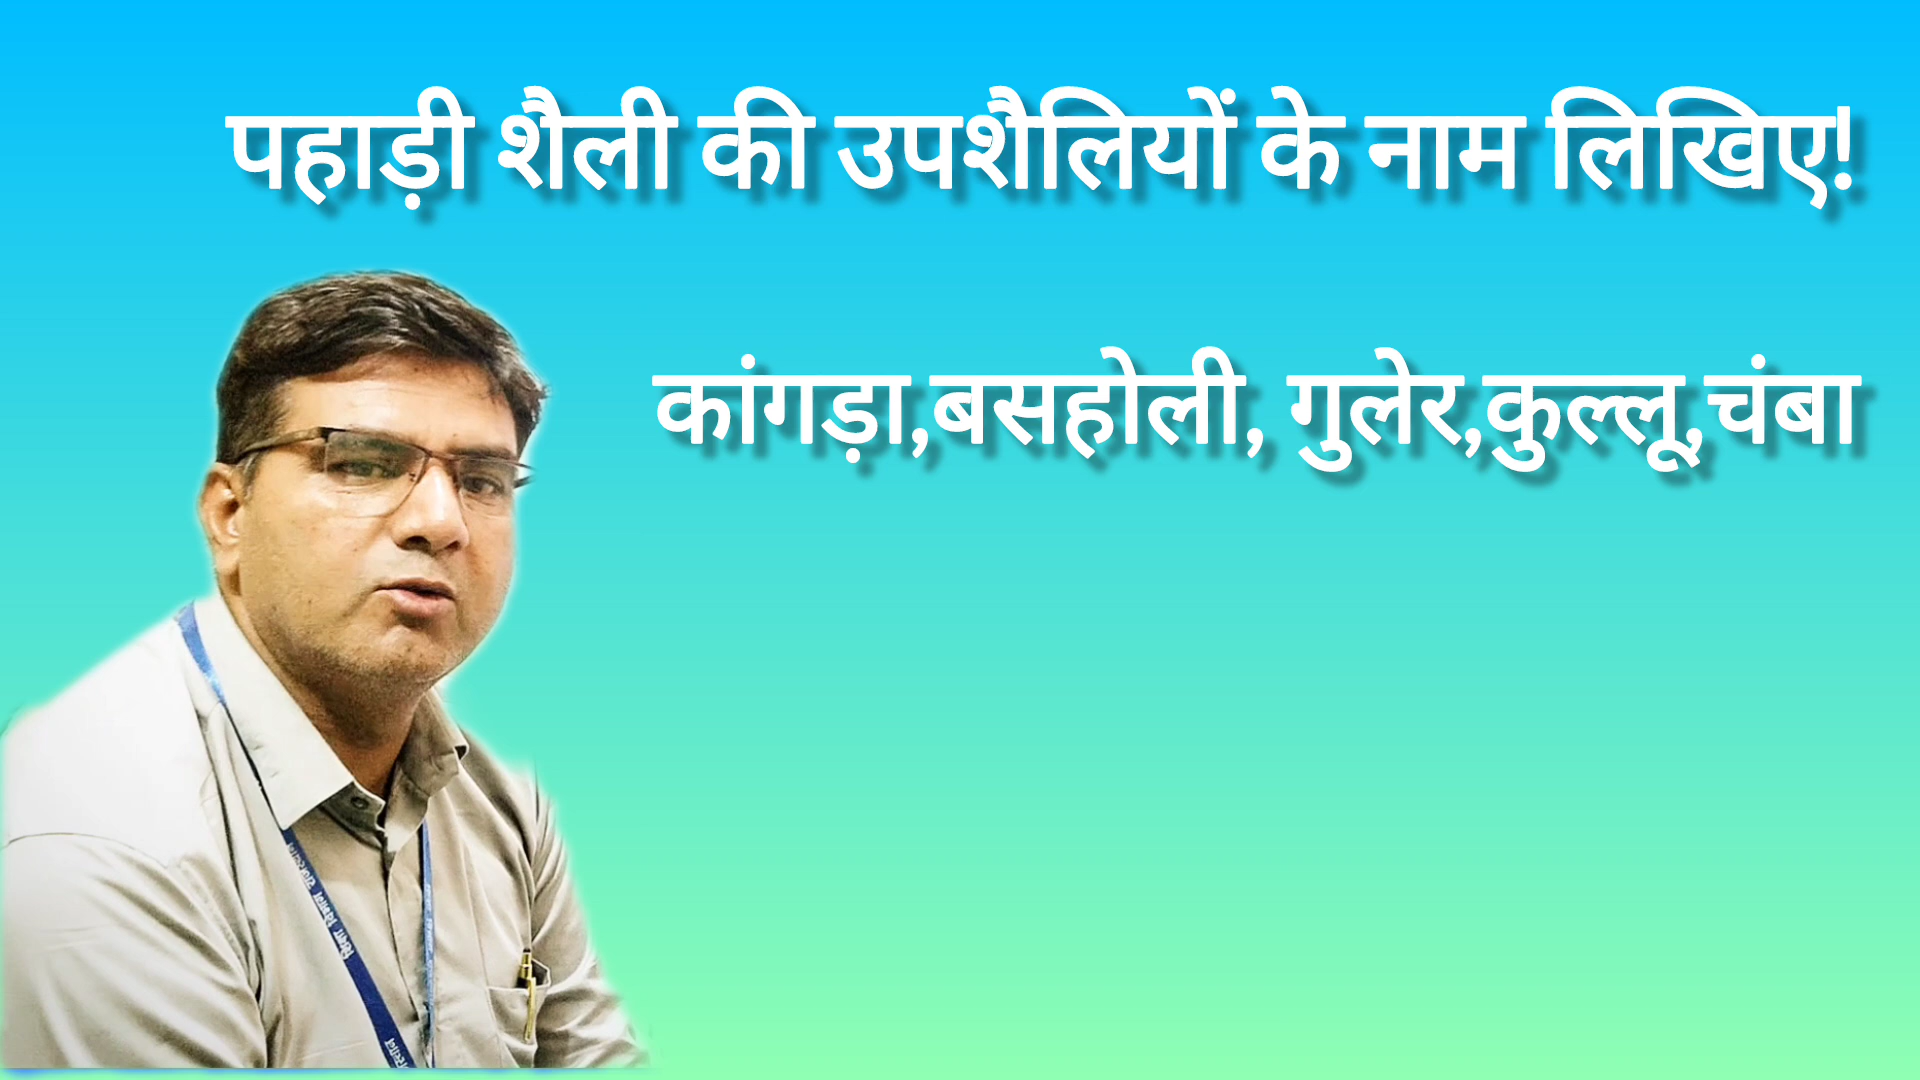 पहाड़ी शैली की उपशैलियों के नाम लिखिए!
कांगड़ा,बसहोली, गुलेर,कुल्लू,चंबा